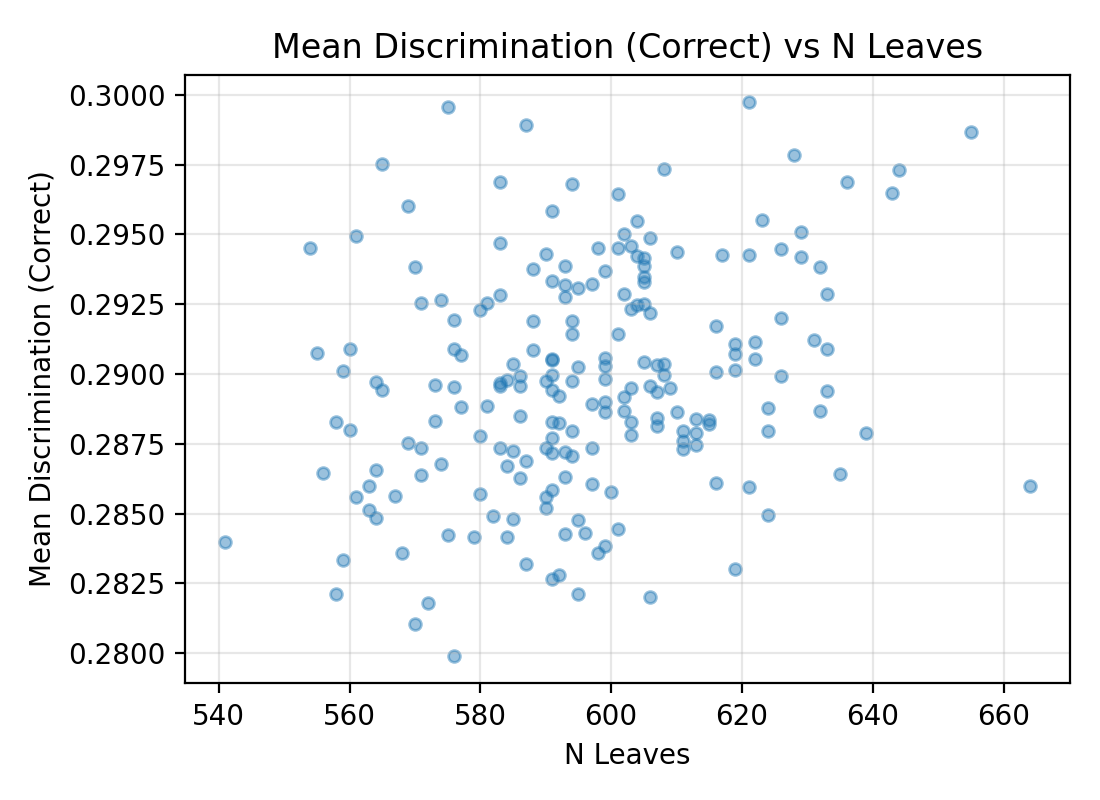 Mean Discrimination (Correct) vs N Leaves
Mean Discrimination (Correct)
0.3000
0.2975
0.2950
0.2925
0.2900
0.2875
0.2850
0.2825
0.2800
540 560 580 600 620 640 660
N Leaves